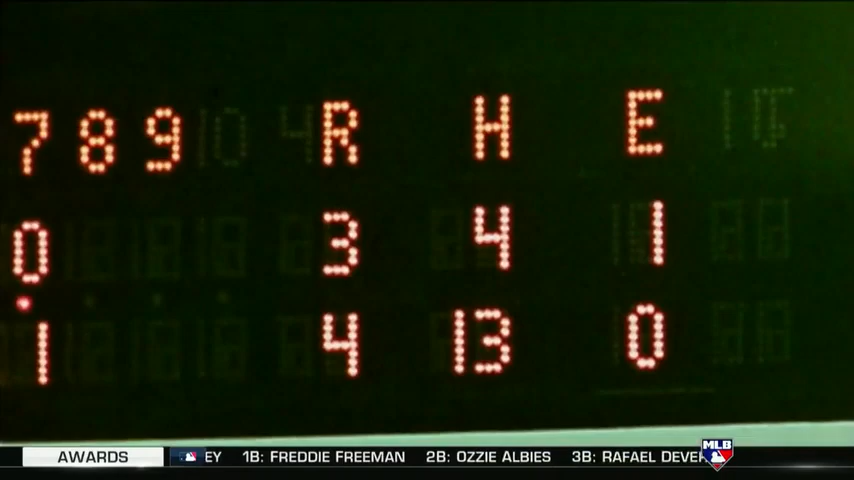 7 8 9 R H E
0 3 4 1
1 4 13 0
AWARDS EY 1B: FREDDIE FREEMAN 2B: OZZIE ALBIES 3B: RAFAEL DEVER MLB